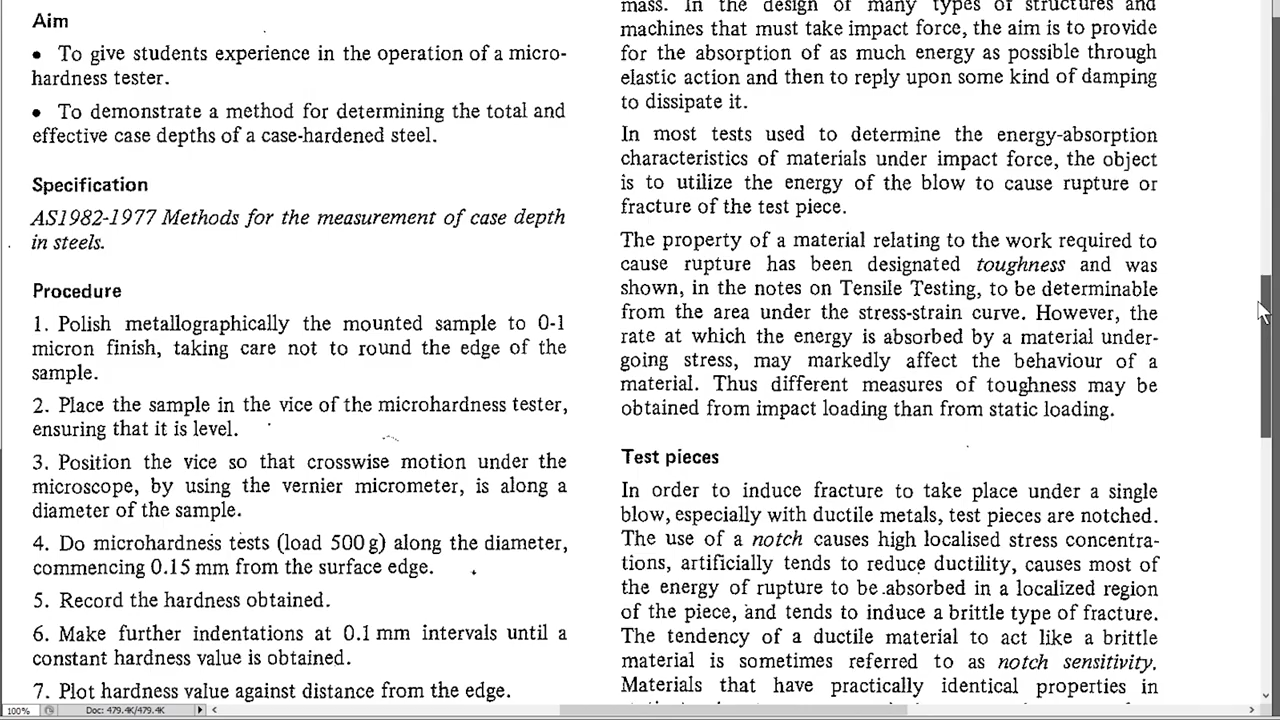 Aim
• To give students experience in the operation of a micro-
hardness tester.
• To demonstrate a method for determining the total and
effective case depths of a case-hardened steel.
Specification
AS1982-1977 Methods for the measurement of case depth
in steels.
Procedure
1. Polish metallographically the mounted sample to 0-1
micron finish, taking care not to round the edge of the
sample.
2. Place the sample in the vice of the microhardness tester,
ensuring that it is level.
3. Position the vice so that crosswise motion under the
microscope, by using the vernier micrometer, is along a
diameter of the sample.
4. Do microhardness tests (load 500 g) along the diameter,
commencing 0.15 mm from the surface edge.
5. Record the hardness obtained.
6. Make further indentations at 0.1 mm intervals until a
constant hardness value is obtained.
7. Plot hardness value against distance from the edge.
mass. In the design of many types of structures and
machines that must take impact force, the aim is to provide
for the absorption of as much energy as possible through
elastic action and then to reply upon some kind of damping
to dissipate it.
In most tests used to determine the energy-absorption
characteristics of materials under impact force, the object
is to utilize the energy of the blow to cause rupture or
fracture of the test piece.
The property of a material relating to the work required to
cause rupture has been designated toughness and was
shown, in the notes on Tensile Testing, to be determinable
from the area under the stress-strain curve. However, the
rate at which the energy is absorbed by a material under-
going stress, may markedly affect the behaviour of a
material. Thus different measures of toughness may be
obtained from impact loading than from static loading.
Test pieces
In order to induce fracture to take place under a single
blow, especially with ductile metals, test pieces are notched.
The use of a notch causes high localised stress concentra-
tions, artificially tends to reduce ductility, causes most of
the energy of rupture to be absorbed in a localized region
of the piece, and tends to induce a brittle type of fracture.
The tendency of a ductile material to act like a brittle
material is sometimes referred to as notch sensitivity.
Materials that have practically identical properties in
100%
Doc: 479.4K/479.4K